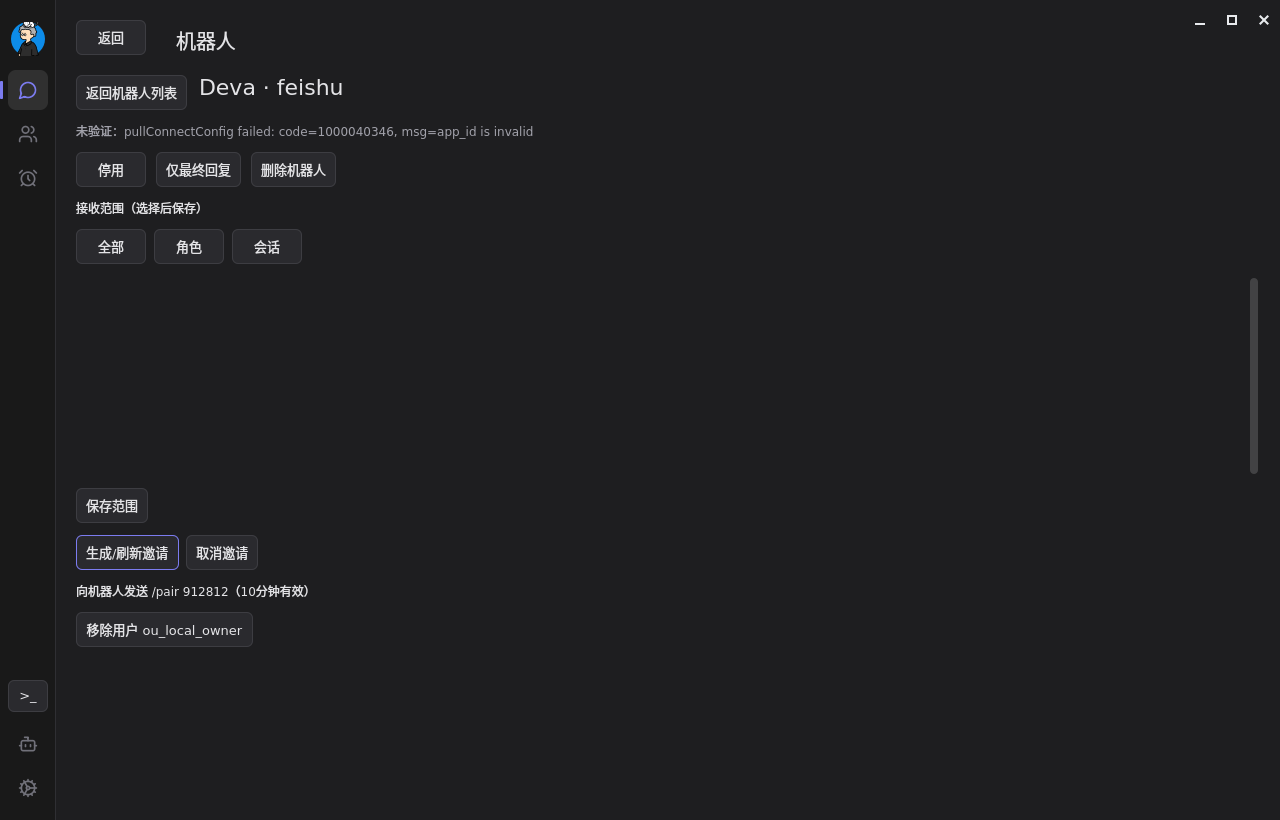 返回
机器人
返回机器人列表 Deva · feishu
未验证：pullConnectConfig failed: code=1000040346, msg=app_id is invalid
停用 仅最终回复 删除机器人
接收范围（选择后保存）
全部 角色 会话
保存范围
生成/刷新邀请 取消邀请
向机器人发送 /pair 912812（10分钟有效）
移除用户 ou_local_owner
>_